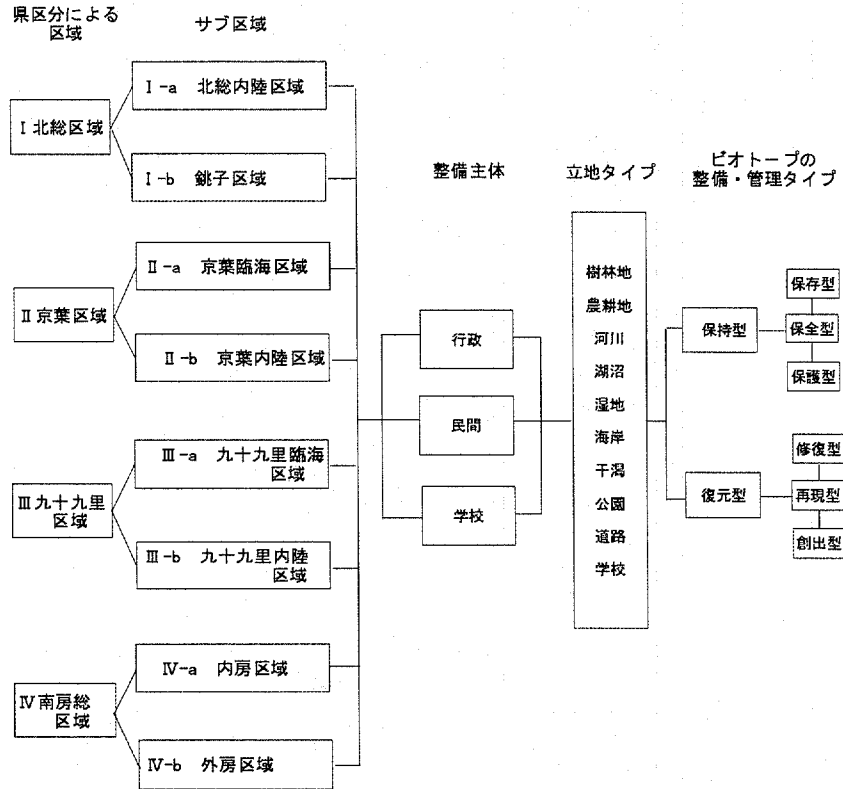 県区分による
区域
サブ区域
Ⅰ北総区域
Ⅰ-a 北総内陸区域
Ⅰ-b 銚子区域
Ⅱ京葉区域
Ⅱ-a 京葉臨海区域
Ⅱ-b 京葉内陸区域
Ⅲ九十九里
区域
Ⅲ-a 九十九里臨海
区域
Ⅲ-b 九十九里内陸
区域
Ⅳ南房総
区域
Ⅳ-a 内房区域
Ⅳ-b 外房区域
整備主体
行政
民間
学校
立地タイプ
樹林地
農耕地
河川
湖沼
湿地
海岸
干潟
公園
道路
学校
ビオトープの
整備・管理タイプ
保持型
保存型
保全型
保護型
復元型
修復型
再現型
創出型